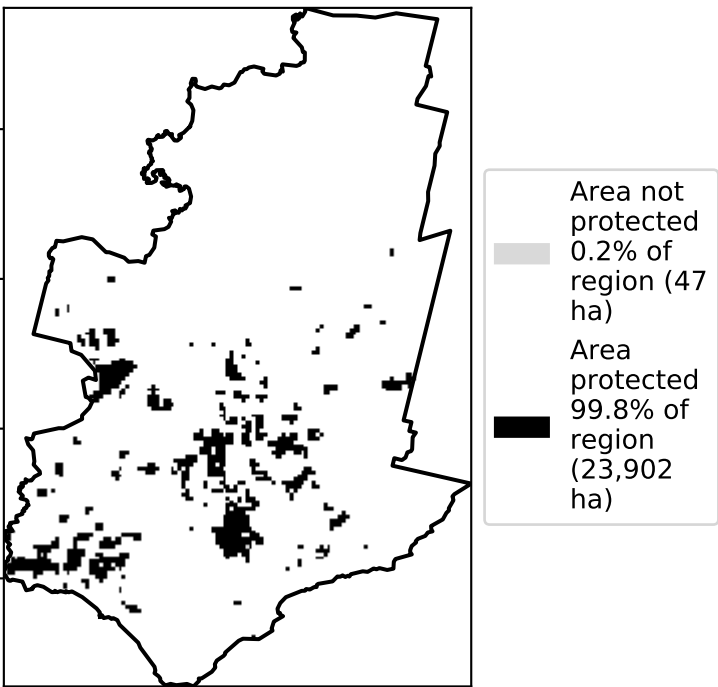 Area not
protected
0.2% of
region (47
ha)
Area
protected
99.8% of
region
(23,902
ha)